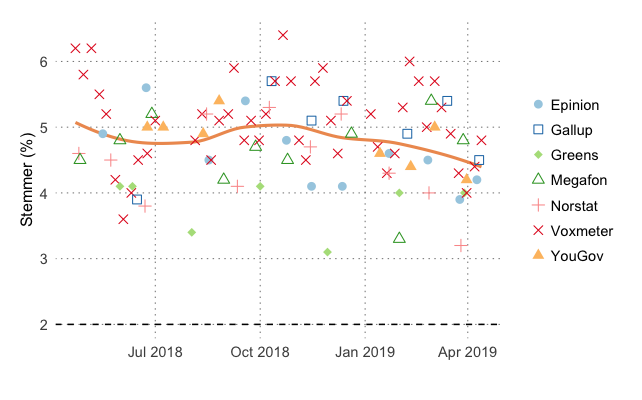 Stemmer (%)
6
5
4
3
2
Jul 2018
Oct 2018
Jan 2019
Apr 2019
Epinion
Gallup
Greens
Megafon
Norstat
Voxmeter
YouGov